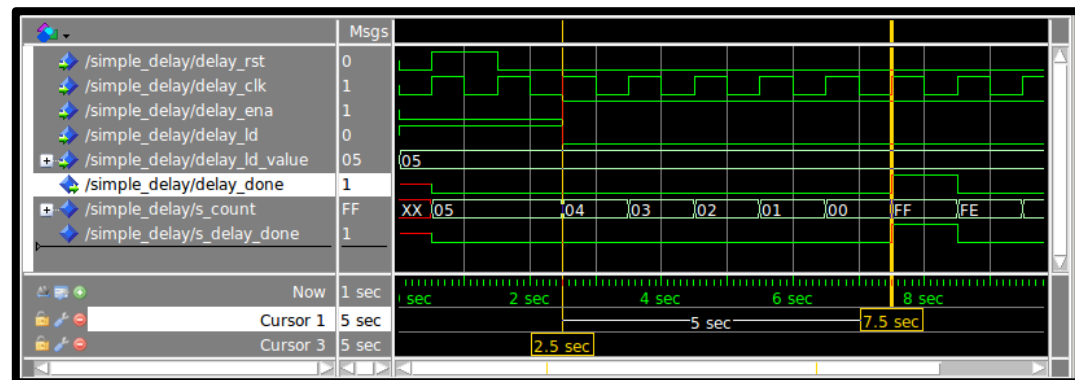 Msgs
/simple_delay/delay_rst 0
/simple_delay/delay_clk 1
/simple_delay/delay_ena 1
/simple_delay/delay_ld 0
/simple_delay/delay_ld_value 05 05
/simple_delay/delay_done 1
/simple_delay/s_count FF XX 05 04 03 02 01 00 FF FE
/simple_delay/s_delay_done 1
Now 1 sec sec 2 sec 4 sec 6 sec 8 sec
Cursor 1 5 sec 5 sec 7.5 sec
Cursor 3 5 sec 2.5 sec